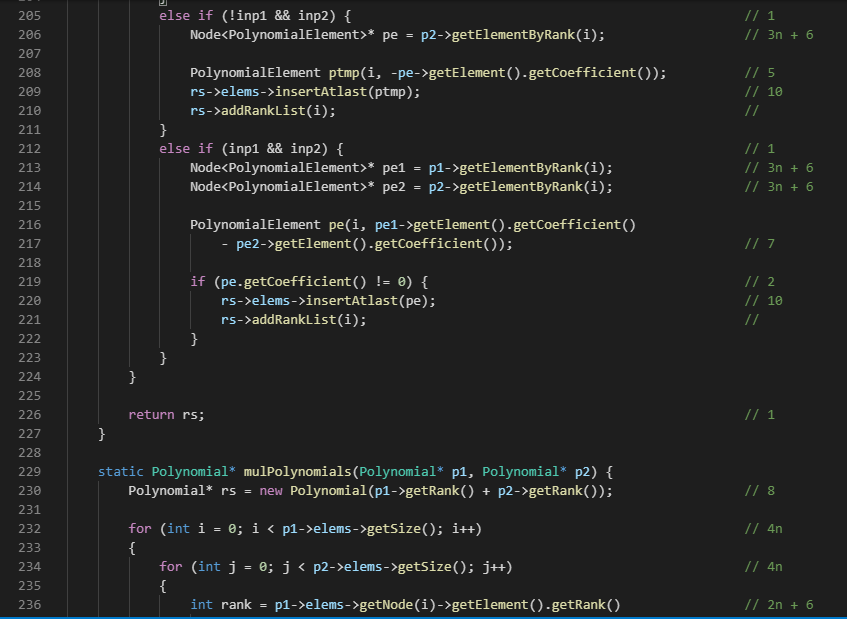 205 else if (!inp1 && inp2) { // 1
206 Node<PolynomialElement>* pe = p2->getElementByRank(i); // 3n + 6
207
208 PolynomialElement ptmp(i, -pe->getElement().getCoefficient()); // 5
209 rs->elems->insertAtlast(ptmp); // 10
210 rs->addRankList(i); //
211 }
212 else if (inp1 && inp2) { // 1
213 Node<PolynomialElement>* pe1 = p1->getElementByRank(i); // 3n + 6
214 Node<PolynomialElement>* pe2 = p2->getElementByRank(i); // 3n + 6
215
216 PolynomialElement pe(i, pe1->getElement().getCoefficient()
217 - pe2->getElement().getCoefficient()); // 7
218
219 if (pe.getCoefficient() != 0) { // 2
220 rs->elems->insertAtlast(pe); // 10
221 rs->addRankList(i); //
222 }
223 }
224 }
225
226 return rs; // 1
227 }
228
229 static Polynomial* mulPolynomials(Polynomial* p1, Polynomial* p2) {
230 Polynomial* rs = new Polynomial(p1->getRank() + p2->getRank()); // 8
231
232 for (int i = 0; i < p1->elems->getSize(); i++) // 4n
233 {
234 for (int j = 0; j < p2->elems->getSize(); j++) // 4n
235 {
236 int rank = p1->elems->getNode(i)->getElement().getRank() // 2n + 6